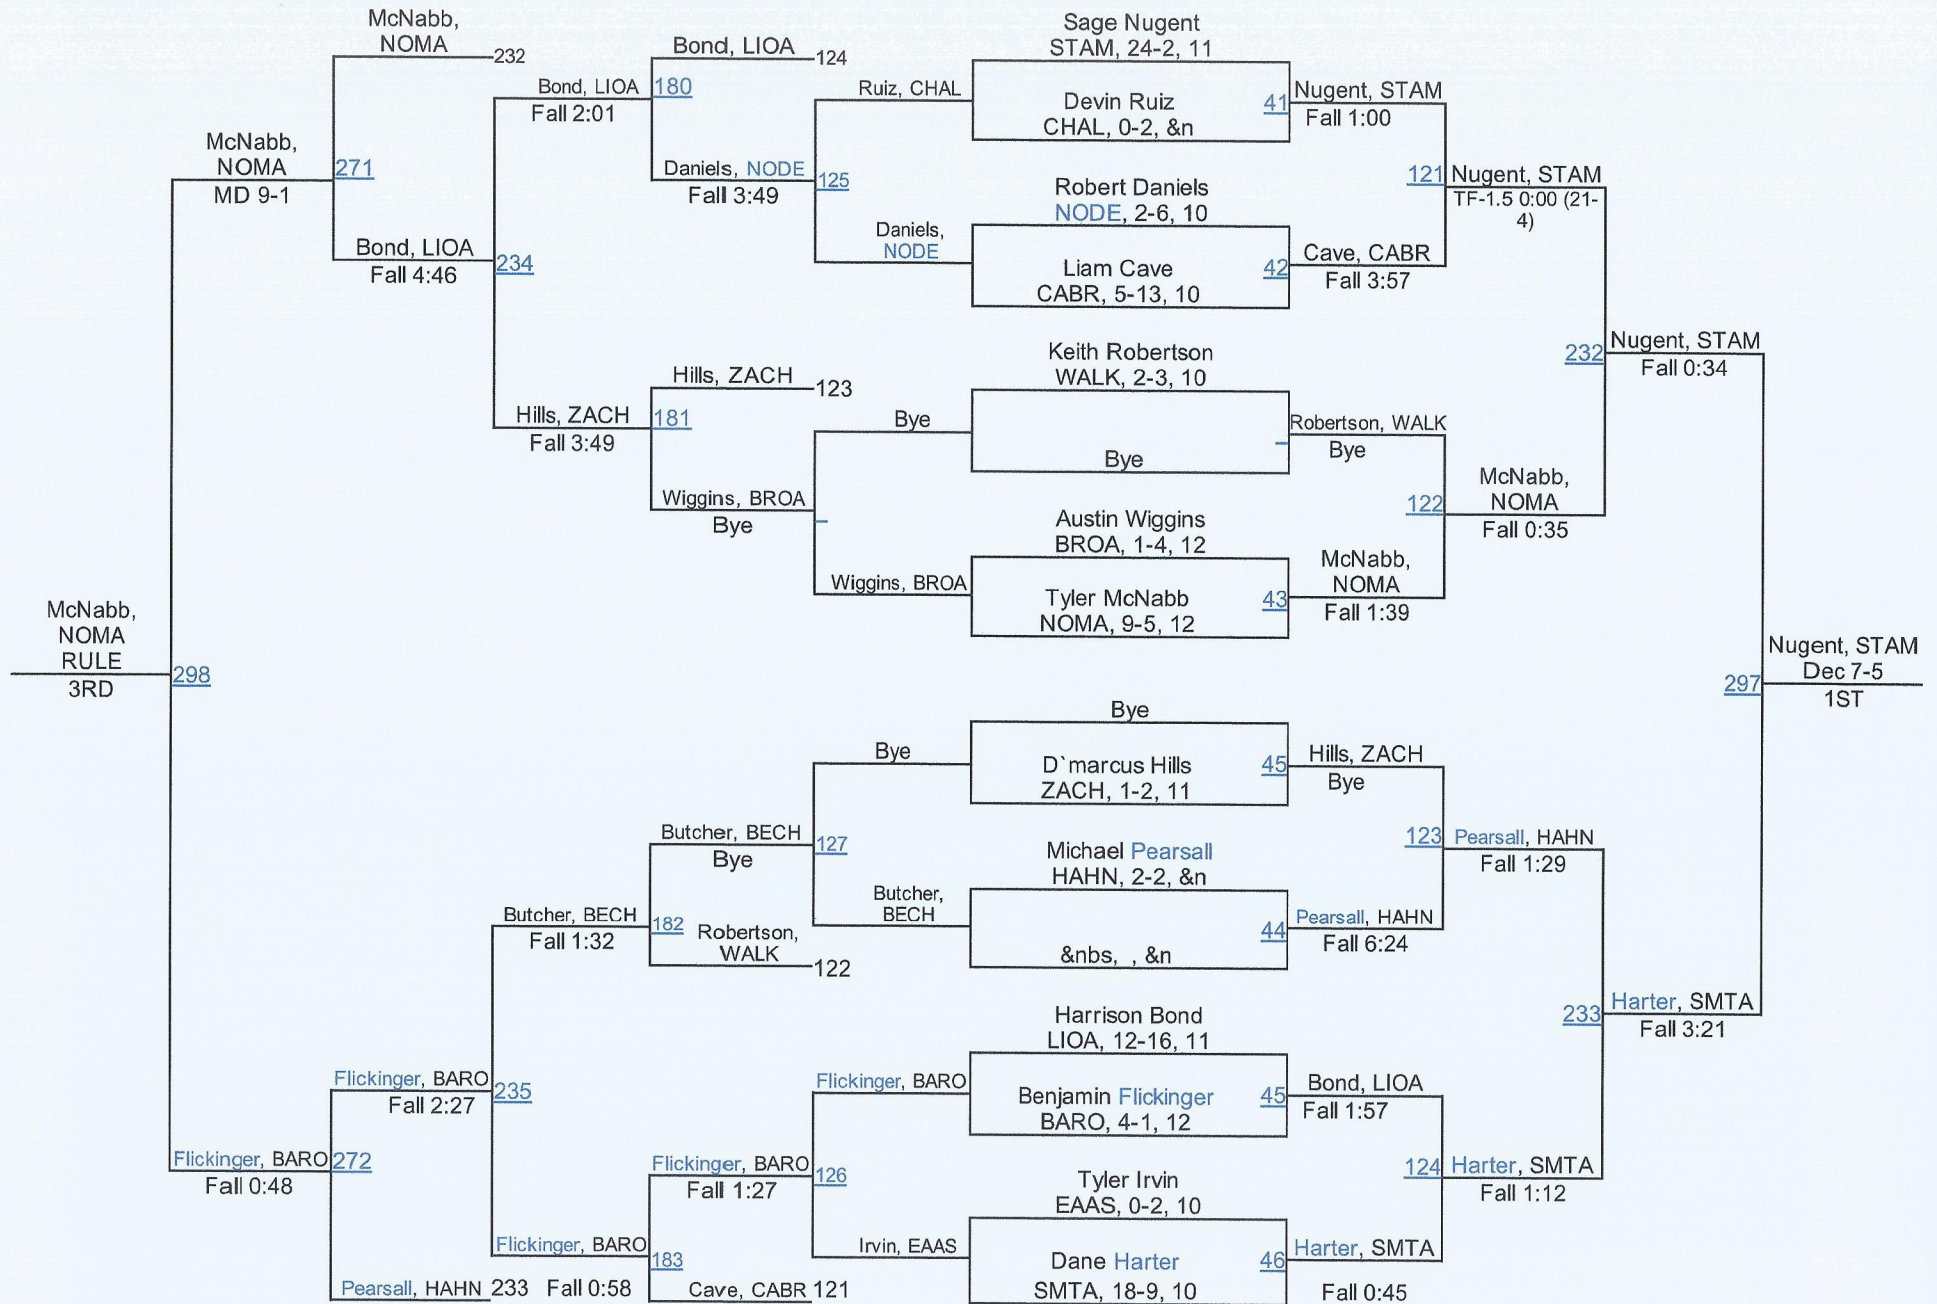 McNabb,
NOMA
232
Bond, LIOA
Fall 2:01
180
Bond, LIOA
124
Daniels, NODE
Fall 3:49
125
McNabb,
NOMA
MD 9-1
271
Bond, LIOA
Fall 4:46
234
Hills, ZACH
Fall 3:49
181
Hills, ZACH
123
Wiggins, BROA
Bye
McNabb,
NOMA
RULE
3RD
298
Ruiz, CHAL
Daniels,
NODE
Bye
Wiggins, BROA
Sage Nugent
STAM, 24-2, 11
Devin Ruiz
CHAL, 0-2, &n
41
Robert Daniels
NODE, 2-6, 10
Liam Cave
CABR, 5-13, 10
42
Keith Robertson
WALK, 2-3, 10
Bye
Austin Wiggins
BROA, 1-4, 12
Tyler McNabb
NOMA, 9-5, 12
43
Nugent, STAM
Fall 1:00
121
Cave, CABR
Fall 3:57
Nugent, STAM
TF-1.5 0:00 (21-
4)
Robertson, WALK
Bye
122
McNabb,
NOMA
Fall 1:39
McNabb,
NOMA
Fall 0:35
232
Nugent, STAM
Fall 0:34
297
Nugent, STAM
Dec 7-5
1ST
Bye
D`marcus Hills
ZACH, 1-2, 11
45
Michael Pearsall
HAHN, 2-2, &n
&nbs, , &n
44
Harrison Bond
LIOA, 12-16, 11
Benjamin Flickinger
BARO, 4-1, 12
45
Tyler Irvin
EAAS, 0-2, 10
Dane Harter
SMTA, 18-9, 10
46
Hills, ZACH
Bye
123
Pearsall, HAHN
Fall 6:24
Pearsall, HAHN
Fall 1:29
Bond, LIOA
Fall 1:57
124
Harter, SMTA
Fall 0:45
Harter, SMTA
Fall 1:12
233
Harter, SMTA
Fall 3:21
Bye
Butcher,
BECH
Butcher, BECH
Bye
127
Butcher, BECH
Fall 1:32
182
Robertson,
WALK
122
Flickinger, BARO
Fall 2:27
235
Flickinger, BARO
Irvin, EAAS
Flickinger, BARO
Fall 1:27
126
Flickinger, BARO
Fall 0:48
272
Flickinger, BARO
Fall 0:58
183
Cave, CABR
121
Pearsall, HAHN
233